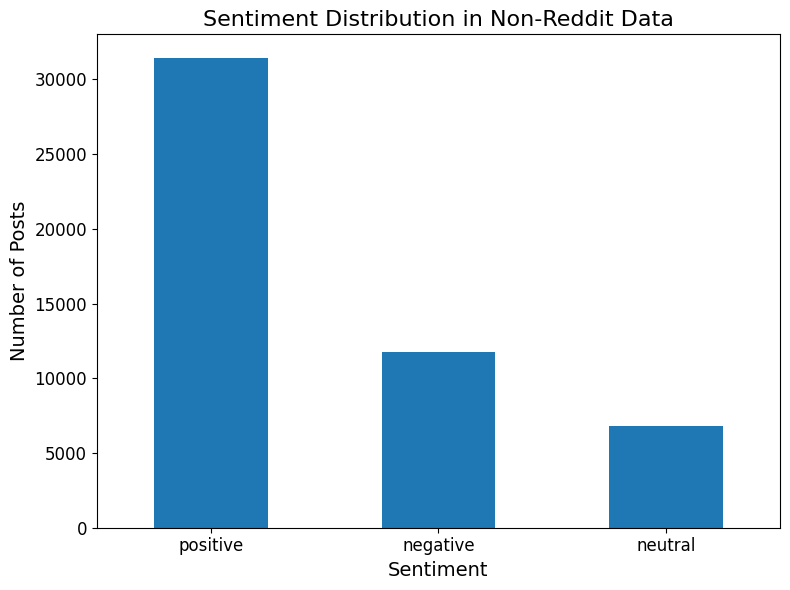 Sentiment Distribution in Non-Reddit Data
30000
25000
20000
15000
10000
5000
0
Number of Posts
positive negative neutral
Sentiment